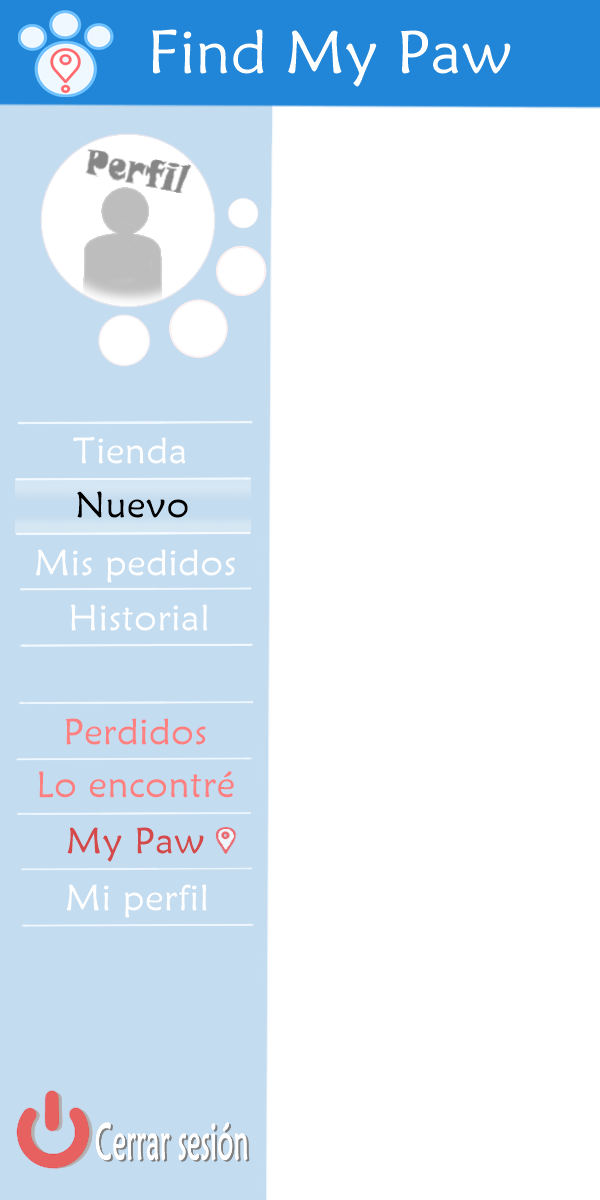 Find My Paw
Perfil
Tienda
Nuevo
Mis pedidos
Historial
Perdidos
Lo encontré
My Paw
Mi perfil
Cerrar sesión